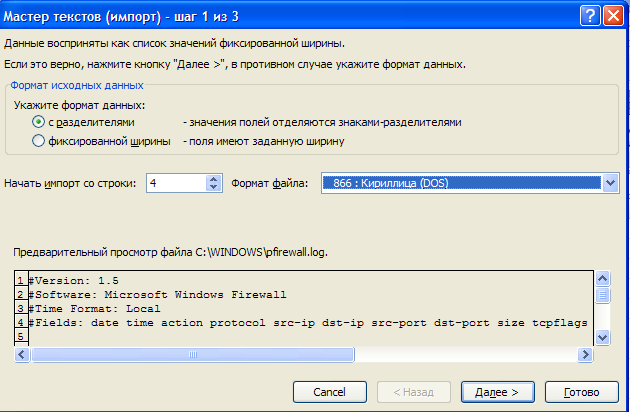 Мастер текстов (импорт) - шаг 1 из 3
Данные восприняты как список значений фиксированной ширины.
Если это верно, нажмите кнопку "Далее >", в противном случае укажите формат данных.
Формат исходных данных
Укажите формат данных:
с разделителями - значения полей отделяются знаками-разделителями
фиксированной ширины - поля имеют заданную ширину
Начать импорт со строки: 4 Формат файла: 866 : Кириллица (DOS)
Предварительный просмотр файла C:\WINDOWS\pfirewall.log.
1 #Version: 1.5
2 #Software: Microsoft Windows Firewall
3 #Time Format: Local
4 #Fields: date time action protocol src-ip dst-ip src-port dst-port size tcpflags
5
Cancel < Назад Далее > Готово